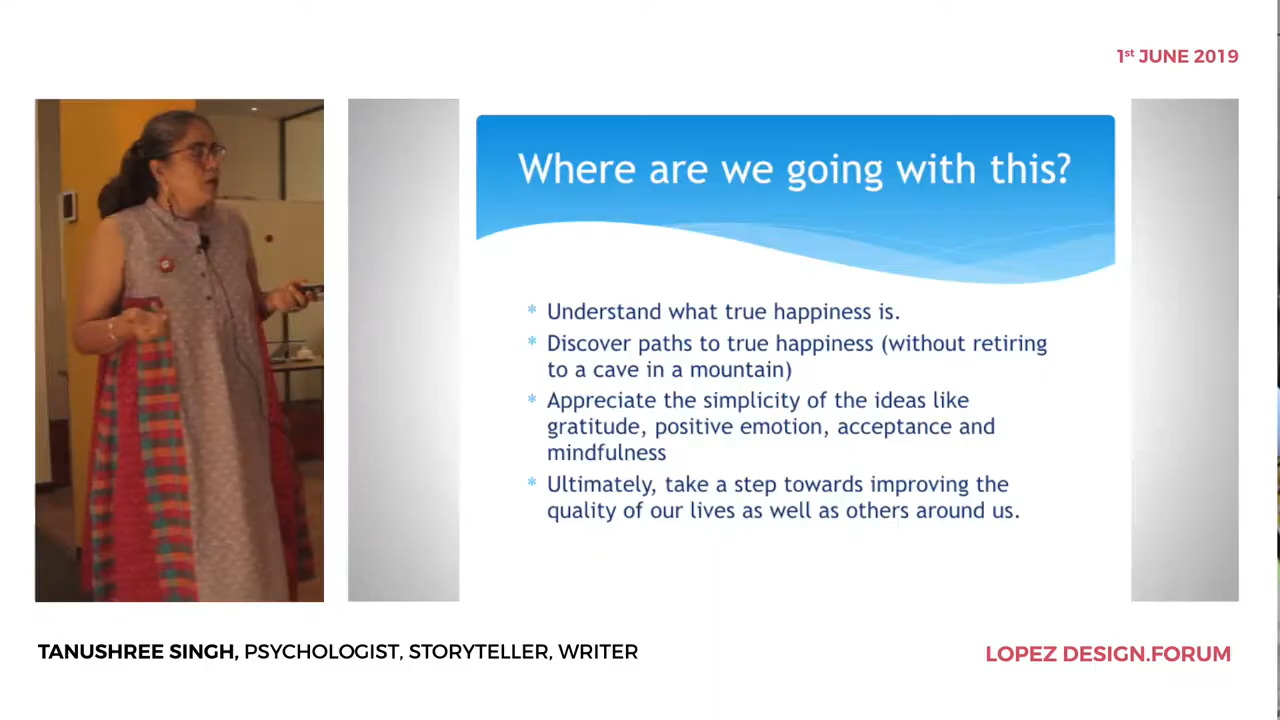 1st JUNE 2019
Where are we going with this?
* Understand what true happiness is.
* Discover paths to true happiness (without retiring
to a cave in a mountain)
* Appreciate the simplicity of the ideas like
gratitude, positive emotion, acceptance and
mindfulness
* Ultimately, take a step towards improving the
quality of our lives as well as others around us.
TANUSHREE SINGH, PSYCHOLOGIST, STORYTELLER, WRITER
LOPEZ DESIGN.FORUM